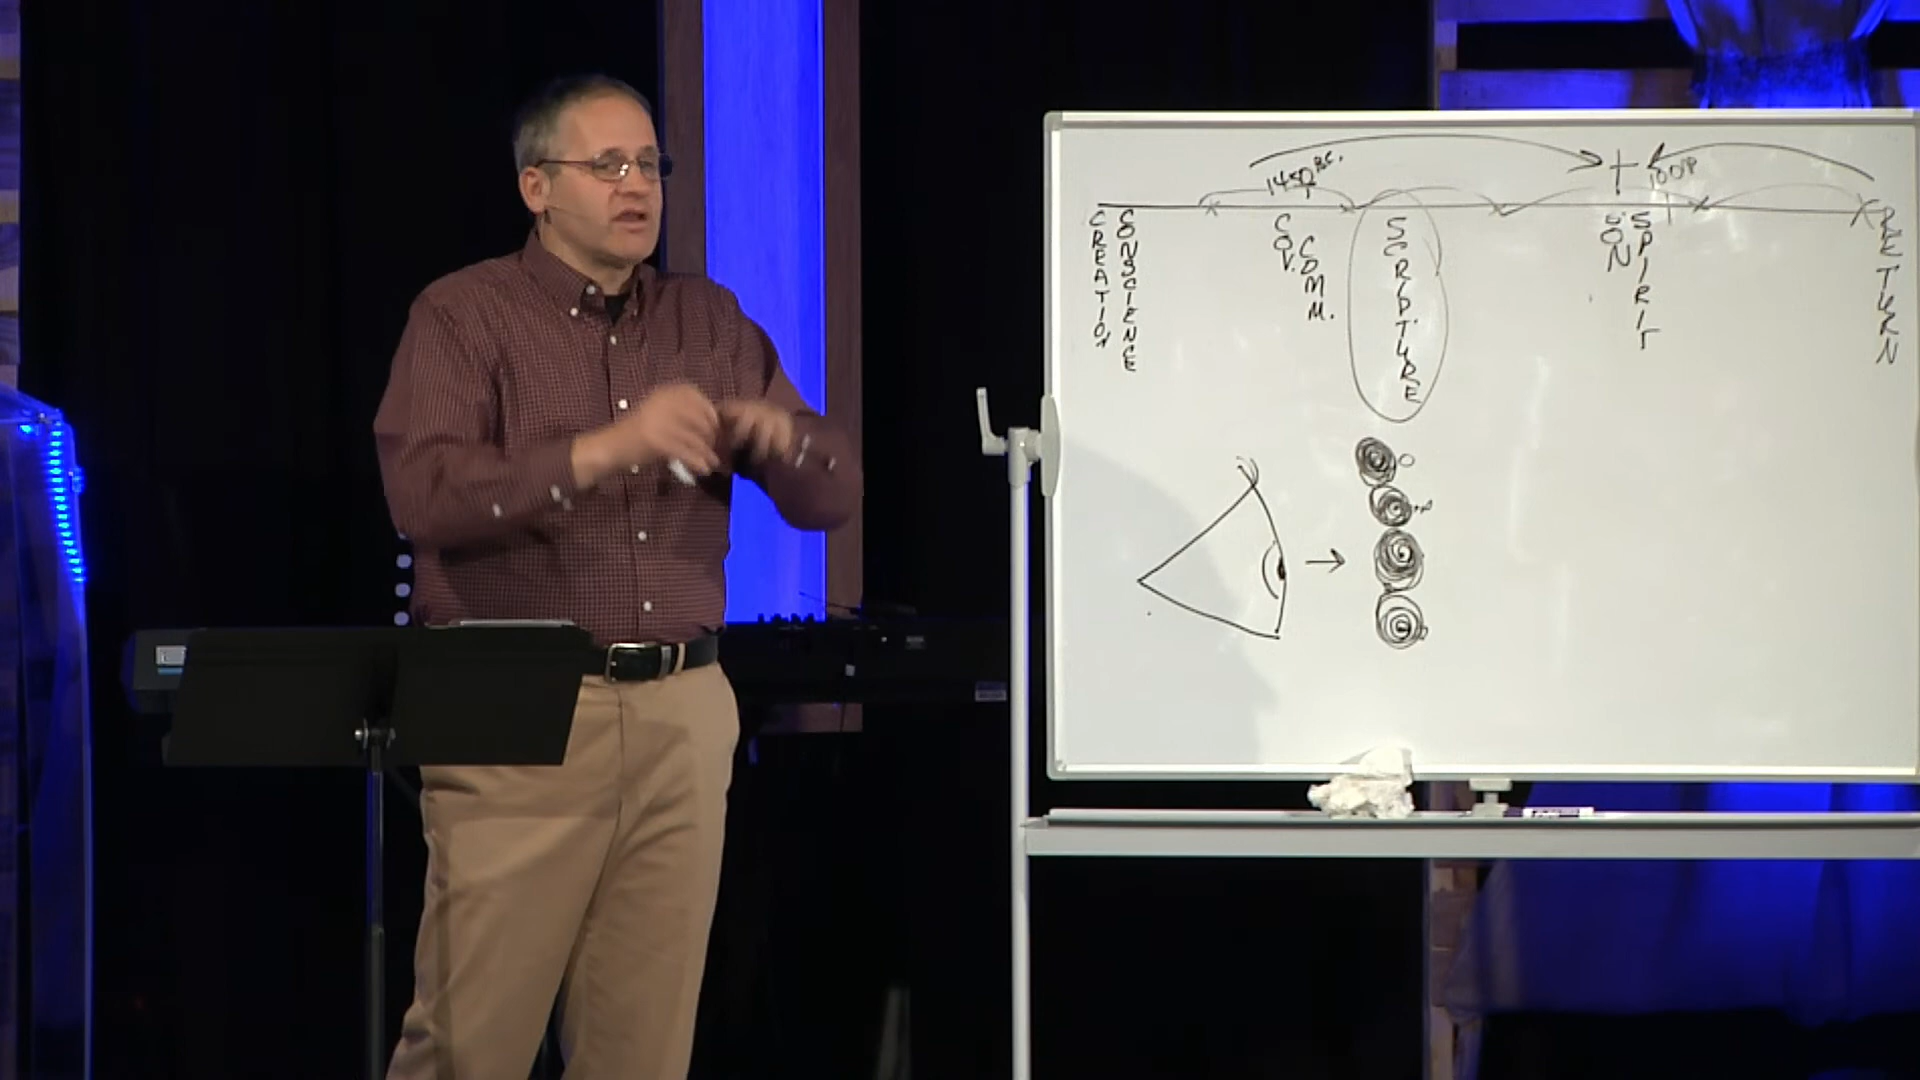 1450 B.C.
100 A
CREATION
CONSCIENCE
COV.
COMM.
SCRIPTURE
SON
SPIRIT
RETURN